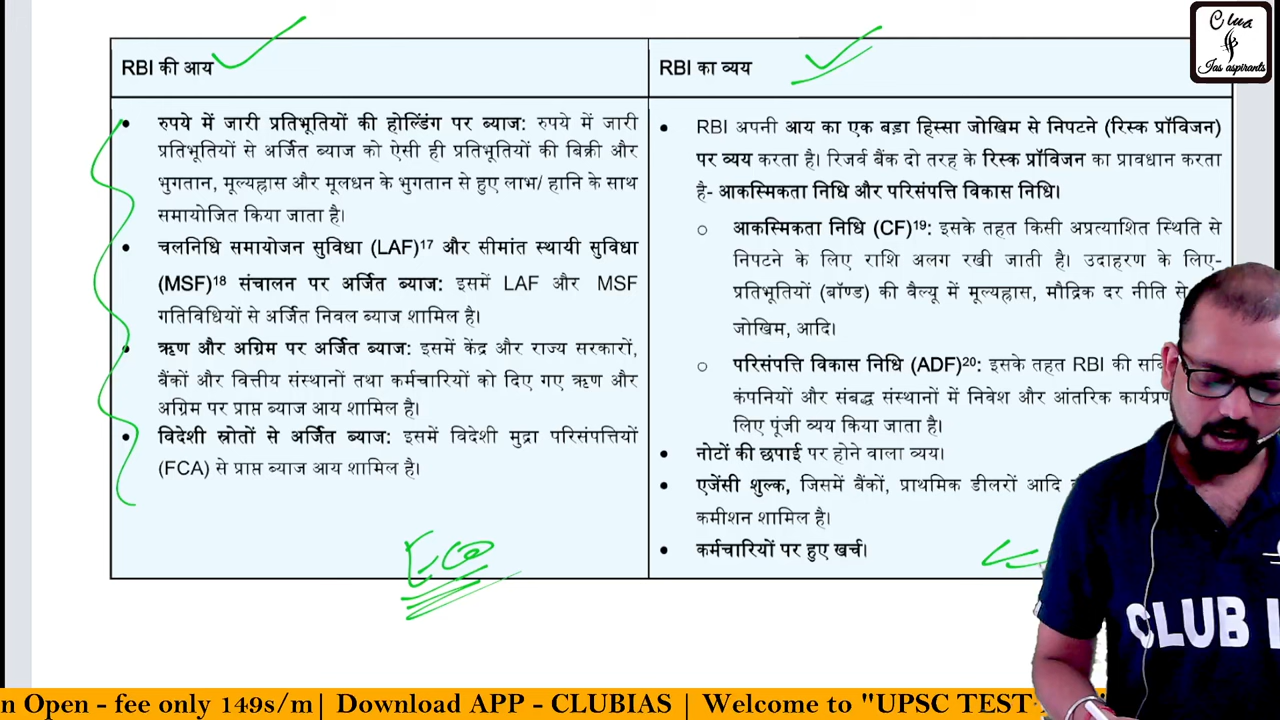 Clua
Ias aspirants
RBI की आय
RBI का व्यय
• रुपये में जारी प्रतिभूतियों की होल्डिंग पर ब्याज: रुपये में जारी
प्रतिभूतियों से अर्जित ब्याज को ऐसी ही प्रतिभूतियों की बिक्री और
भुगतान, मूल्यह्रास और मूलधन के भुगतान से हुए लाभ/ हानि के साथ
समायोजित किया जाता है।
• चलनिधि समायोजन सुविधा (LAF)17 और सीमांत स्थायी सुविधा
(MSF)18 संचालन पर अर्जित ब्याज: इसमें LAF और MSF
गतिविधियों से अर्जित निवल ब्याज शामिल है।
• ऋण और अग्रिम पर अर्जित ब्याज: इसमें केंद्र और राज्य सरकारों,
बैंकों और वित्तीय संस्थानों तथा कर्मचारियों को दिए गए ऋण और
अग्रिम पर प्राप्त ब्याज आय शामिल है।
• विदेशी स्रोतों से अर्जित ब्याज: इसमें विदेशी मुद्रा परिसंपत्तियों
(FCA) से प्राप्त ब्याज आय शामिल है।
• RBI अपनी आय का एक बड़ा हिस्सा जोखिम से निपटने (रिस्क प्रॉविजन)
पर व्यय करता है। रिजर्व बैंक दो तरह के रिस्क प्रॉविजन का प्रावधान करता
है- आकस्मिकता निधि और परिसंपत्ति विकास निधि।
o आकस्मिकता निधि (CF)19: इसके तहत किसी अप्रत्याशित स्थिति से
निपटने के लिए राशि अलग रखी जाती है। उदाहरण के लिए-
प्रतिभूतियों (बॉण्ड) की वैल्यू में मूल्यह्रास, मौद्रिक दर नीति से
जोखिम, आदि।
o परिसंपत्ति विकास निधि (ADF)20: इसके तहत RBI की
कंपनियों और संबद्ध संस्थानों में निवेश और आंतरिक
लिए पूंजी व्यय किया जाता है।
• नोटों की छपाई पर होने वाला व्यय।
• एजेंसी शुल्क, जिसमें बैंकों, प्राथमिक डीलरों आदि
कमीशन शामिल है।
• कर्मचारियों पर हुए खर्च।
CLUB I
n Open - fee only 149s/m| Download APP - CLUBIAS | Welcome to "UPSC TEST